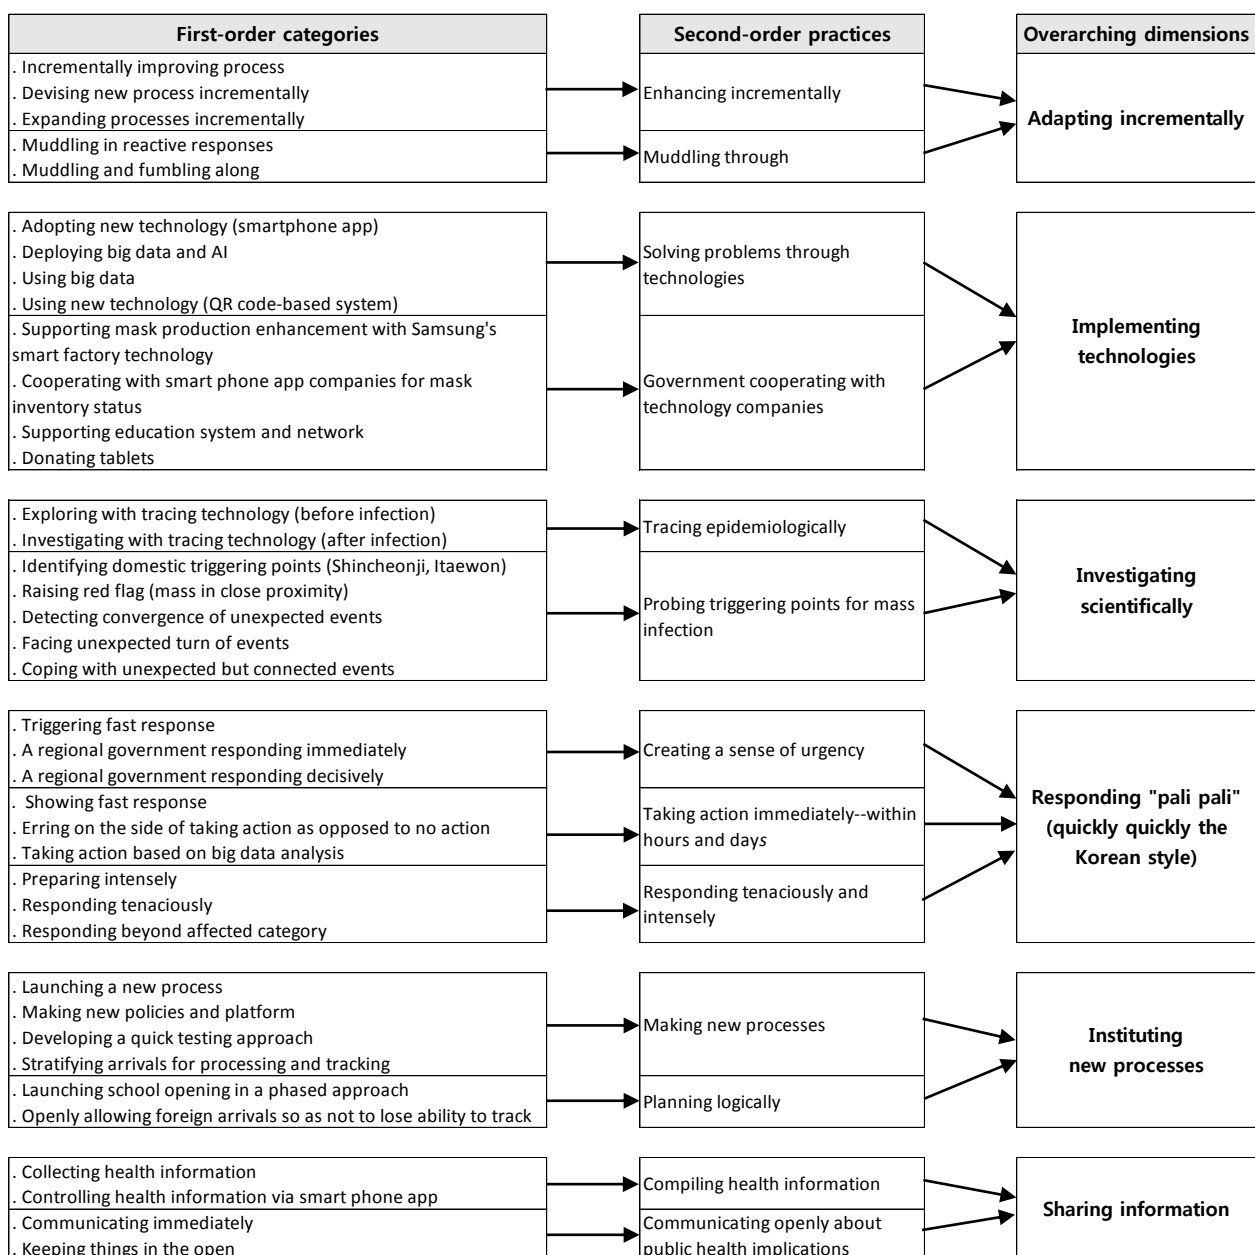 First-order categories
Second-order practices
Overarching dimensions
. Incrementally improving process
. Devising new process incrementally
. Expanding processes incrementally
Enhancing incrementally
. Muddling in reactive responses
. Muddling and fumbling along
Muddling through
Adapting incrementally
. Adopting new technology (smartphone app)
. Deploying big data and AI
. Using big data
. Using new technology (QR code-based system)
Solving problems through
technologies
. Supporting mask production enhancement with Samsung's
smart factory technology
. Cooperating with smart phone app companies for mask
inventory status
. Supporting education system and network
. Donating tablets
Government cooperating with
technology companies
Implementing
technologies
. Exploring with tracing technology (before infection)
. Investigating with tracing technology (after infection)
Tracing epidemiologically
. Identifying domestic triggering points (Shincheonji, Itaewon)
. Raising red flag (mass in close proximity)
. Detecting convergence of unexpected events
. Facing unexpected turn of events
. Coping with unexpected but connected events
Probing triggering points for mass
infection
Investigating
scientifically
. Triggering fast response
. A regional government responding immediately
. A regional government responding decisively
Creating a sense of urgency
. Showing fast response
. Erring on the side of taking action as opposed to no action
. Taking action based on big data analysis
Taking action immediately--within
hours and days
. Preparing intensely
. Responding tenaciously
. Responding beyond affected category
Responding tenaciously and
intensely
Responding "pali pali"
(quickly quickly the
Korean style)
. Launching a new process
. Making new policies and platform
. Developing a quick testing approach
. Stratifying arrivals for processing and tracking
Making new processes
. Launching school opening in a phased approach
. Openly allowing foreign arrivals so as not to lose ability to track
Planning logically
Instituting
new processes
. Collecting health information
. Controlling health information via smart phone app
Compiling health information
. Communicating immediately
. Keeping things in the open
Communicating openly about
public health implications
Sharing information